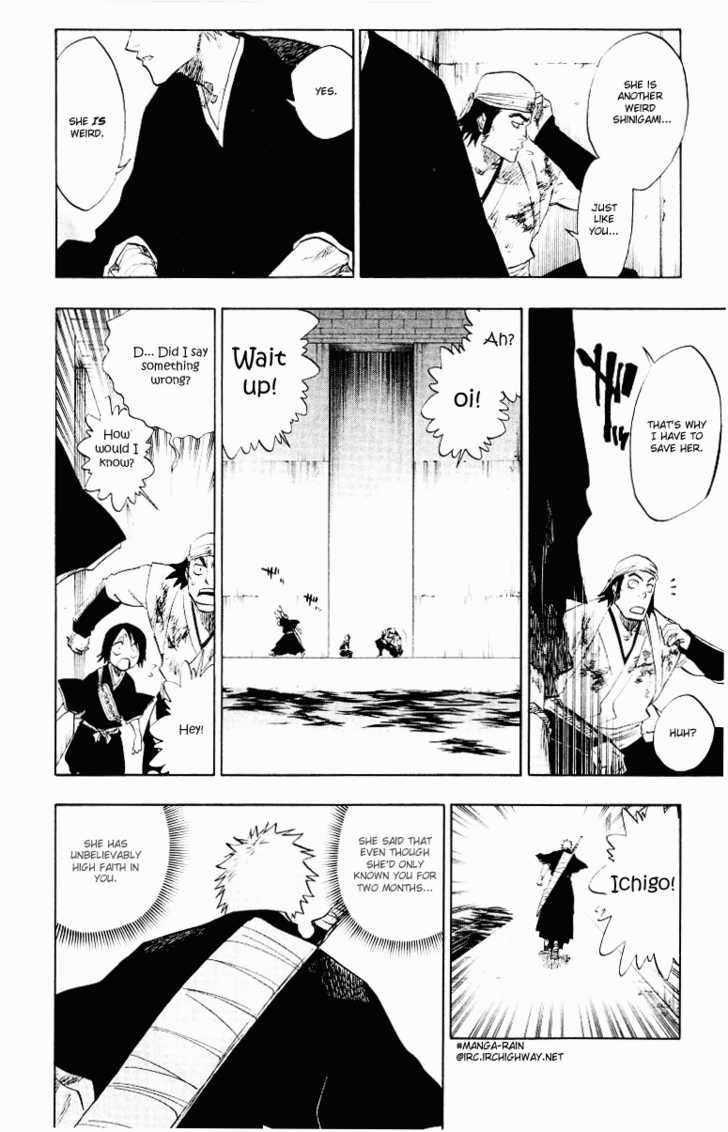 SHE IS
ANOTHER
WEIRD
SHINIGAMI...
JUST
LIKE
YOU...
YES.
SHE IS
WEIRD.
THAT'S WHY
I HAVE TO
SAVE HER.
HUH?
Ah?
oi!
Wait
up!
D... Did I say
something
wrong?
How
would I
know?
Hey!
Ichigo!
SHE SAID THAT
EVEN THOUGH
SHE'D ONLY
KNOWN YOU FOR
TWO MONTHS...
SHE HAS
UNBELIEVABLY
HIGH FAITH IN
YOU.
#MANGA-RAIN
@IRC.IRCHIGHWAY.NET